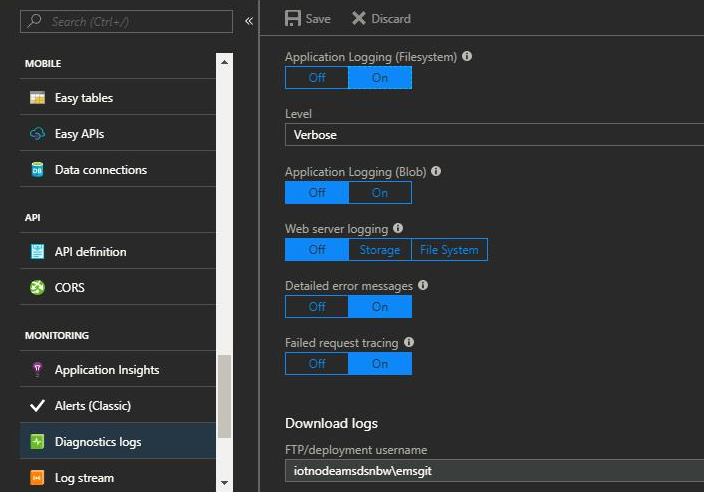 Search (Ctrl+/)
«
MOBILE
Easy tables
Easy APIs
DB Data connections
API
API definition
CORS
MONITORING
Application Insights
Alerts (Classic)
Diagnostics logs
Log stream
Save Discard
Application Logging (Filesystem)
Off On
Level
Verbose
Application Logging (Blob)
Off On
Web server logging
Off Storage File System
Detailed error messages
Off On
Failed request tracing
Off On
Download logs
FTP/deployment username
iotnodeamsdsnbw\emsgit